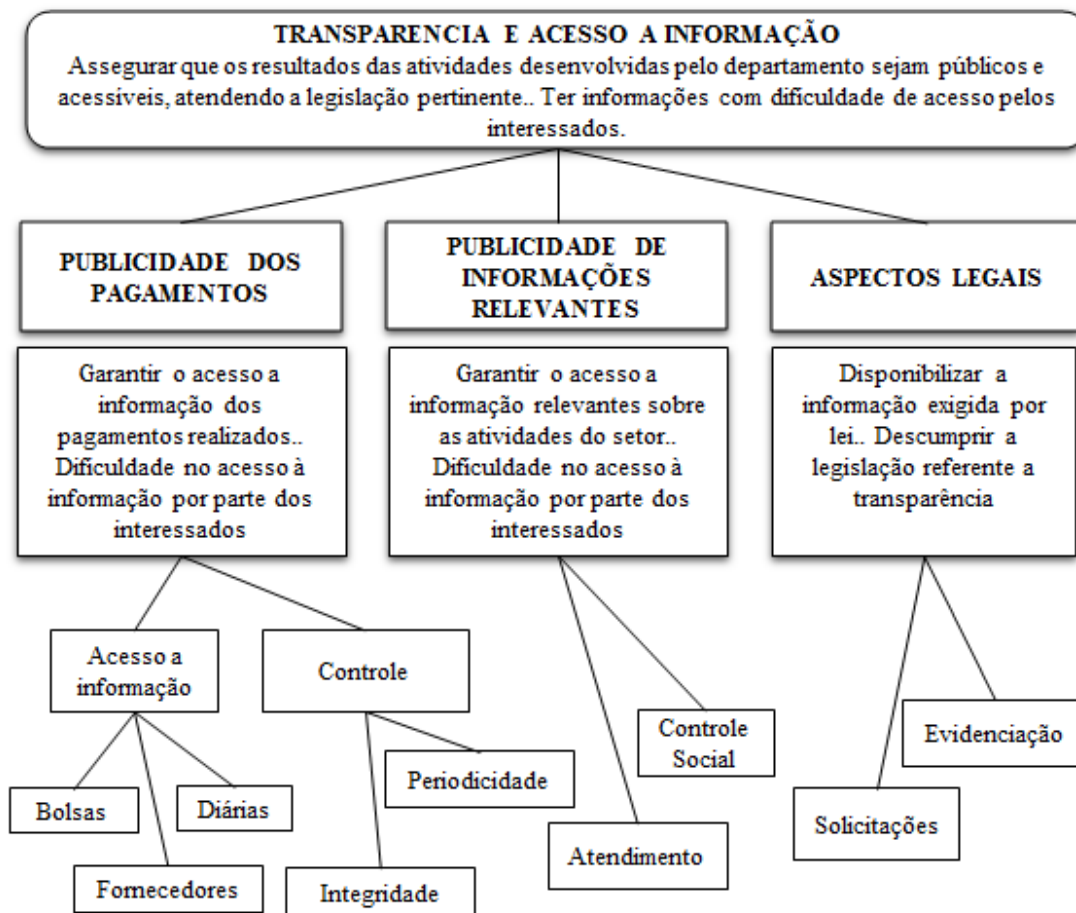 TRANSPARENCIA E ACESSO A INFORMAÇÃO
Assegurar que os resultados das atividades desenvolvidas pelo departamento sejam públicos e
acessíveis, atendendo a legislação pertinente.. Ter informações com dificuldade de acesso pelos
interessados.
PUBLICIDADE DOS
PAGAMENTOS
PUBLICIDADE DE
INFORMAÇÕES
RELEVANTES
ASPECTOS LEGAIS
Garantir o acesso a
informação dos
pagamentos realizados..
Dificuldade no acesso à
informação por parte dos
interessados
Garantir o acesso a
informação relevantes sobre
as atividades do setor..
Dificuldade no acesso à
informação por parte dos
interessados
Disponibilizar a
informação exigida por
lei.. Descumprir a
legislação referente a
transparência
Acesso a
informação
Controle
Bolsas
Diárias
Fornecedores
Periodicidade
Integridade
Controle
Social
Atendimento
Evidenciação
Solicitações